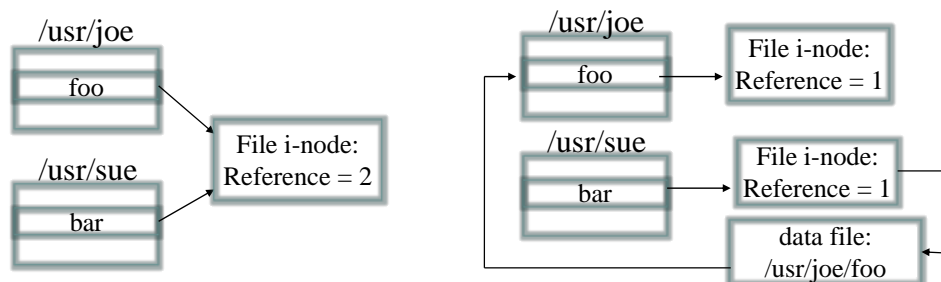 /usr/joe
foo
/usr/sue
bar
File i-node:
Reference = 2
/usr/joe
foo
File i-node:
Reference = 1
/usr/sue
bar
File i-node:
Reference = 1
data file:
/usr/joe/foo